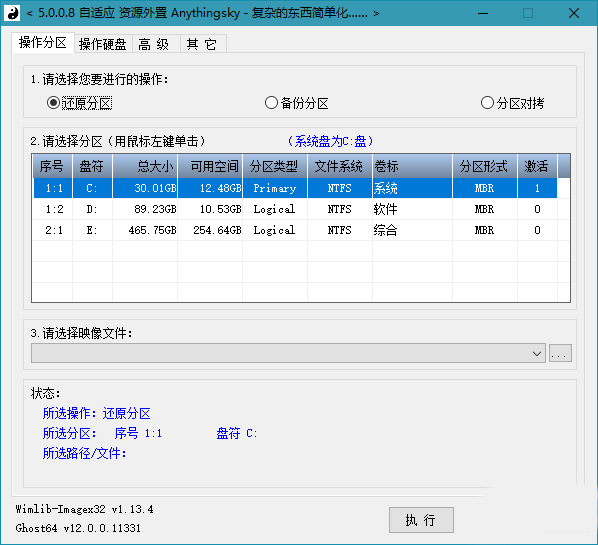 < 5.0.0.8 自适应 资源外置 Anythingsky - 复杂的东西简单化...... >
操作分区 操作硬盘 高 级 其 它
1.请选择您要进行的操作:
还原分区 备份分区 分区对拷
2.请选择分区（用鼠标左键单击） （系统盘为C:盘）
序号 盘符 总大小 可用空间 分区类型 文件系统 卷标 分区形式 激活
1:1 C: 30.01GB 12.48GB Primary NTFS 系统 MBR 1
1:2 D: 89.23GB 10.53GB Logical NTFS 软件 MBR 0
2:1 E: 465.75GB 254.64GB Logical NTFS 综合 MBR 0
3.请选择映像文件:
...
状态:
所选操作: 还原分区
所选分区: 序号 1:1 盘符 C:
所选路径/文件:
Wimlib-Imagex32 v1.13.4
Ghost64 v12.0.0.11331
执 行